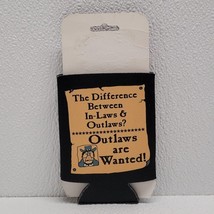 The Difference
Between
In-Laws &
Outlaws?
Outlaws
are
Wanted!